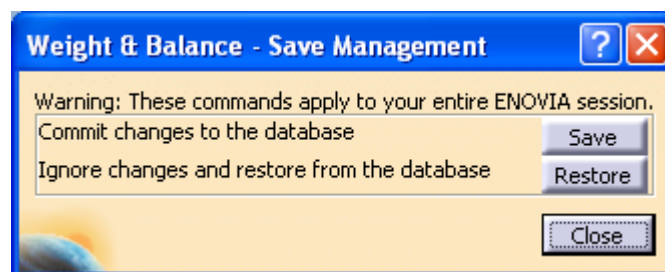 Weight & Balance - Save Management
Warning: These commands apply to your entire ENOVIA session.
Commit changes to the database Save
Ignore changes and restore from the database Restore
Close